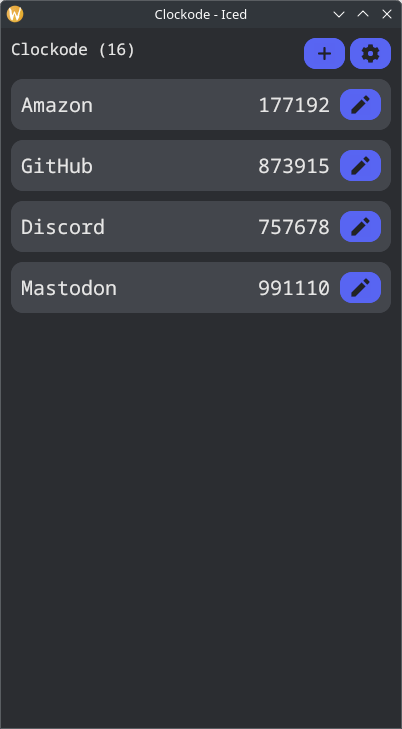 Clockode - Iced
Clockode (16)
Amazon 177192
GitHub 873915
Discord 757678
Mastodon 991110